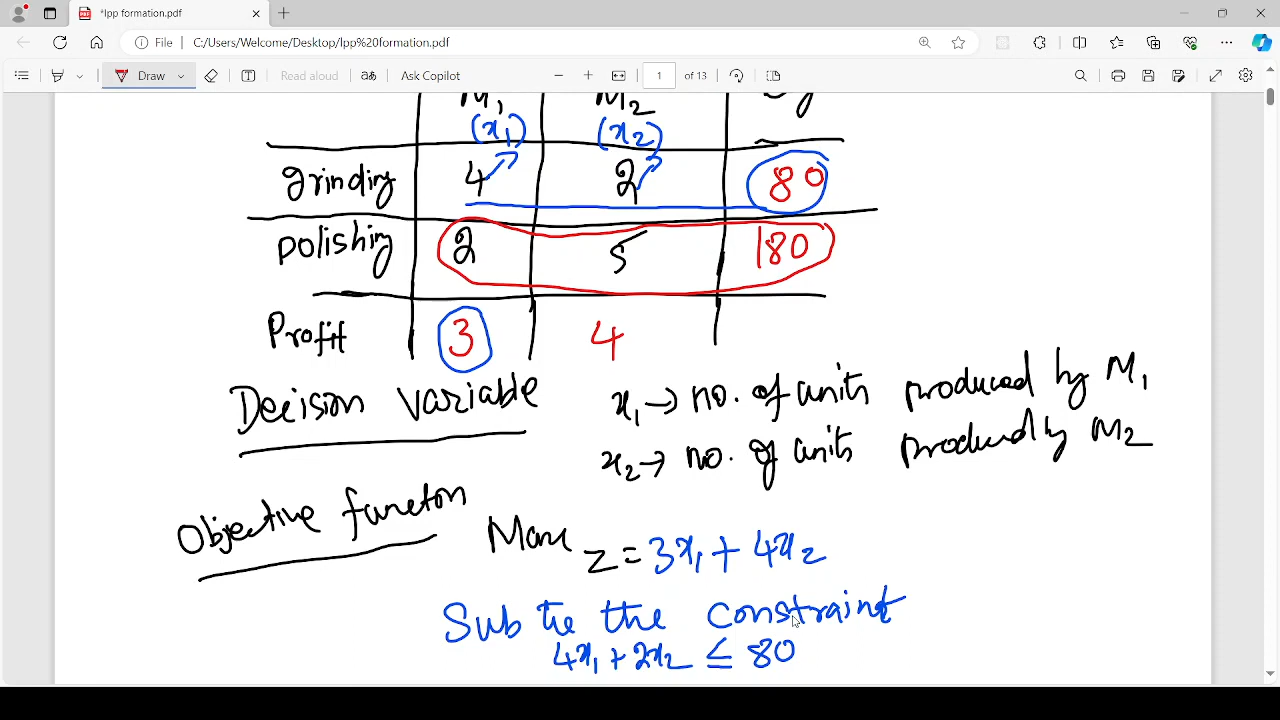 *lpp formation.pdf
File C:/Users/Welcome/Desktop/lpp%20formation.pdf
Draw Read aloud Ask Copilot 1 of 13
M1 M2
(x1) (x2)
grinding 4 2 80
polishing 2 5 180
Profit 3 4
Decision variable
x1 → no. of units produced by M1
x2 → no. of units produced by M2
Objective function
Max Z = 3x1 + 4x2
Sub to the constraint
4x1 + 2x2 ≤ 80